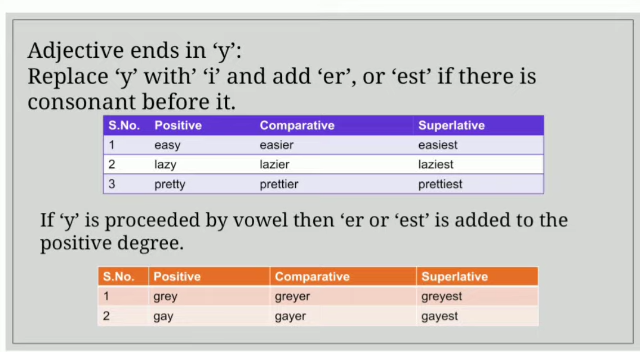 Adjective ends in ‘y’:
Replace ‘y’ with’ ‘i’ and add ‘er’, or ‘est’ if there is
consonant before it.
S.No. Positive Comparative Superlative
1 easy easier easiest
2 lazy lazier laziest
3 pretty prettier prettiest
If ‘y’ is proceeded by vowel then ‘er or ‘est’ is added to the
positive degree.
S.No. Positive Comparative Superlative
1 grey greyer greyest
2 gay gayer gayest